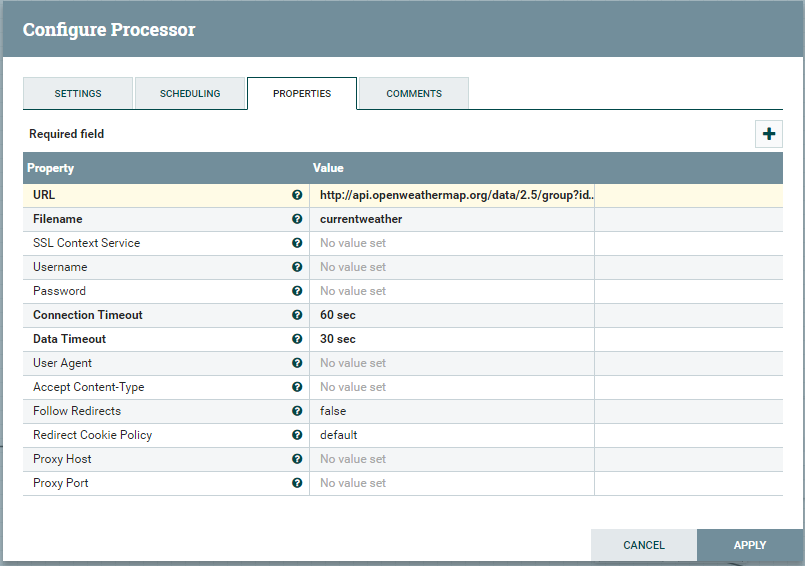 Configure Processor
SETTINGS SCHEDULING PROPERTIES COMMENTS
Required field
Property Value
URL http://api.openweathermap.org/data/2.5/group?id..
Filename currentweather
SSL Context Service No value set
Username No value set
Password No value set
Connection Timeout 60 sec
Data Timeout 30 sec
User Agent No value set
Accept Content-Type No value set
Follow Redirects false
Redirect Cookie Policy default
Proxy Host No value set
Proxy Port No value set
CANCEL APPLY